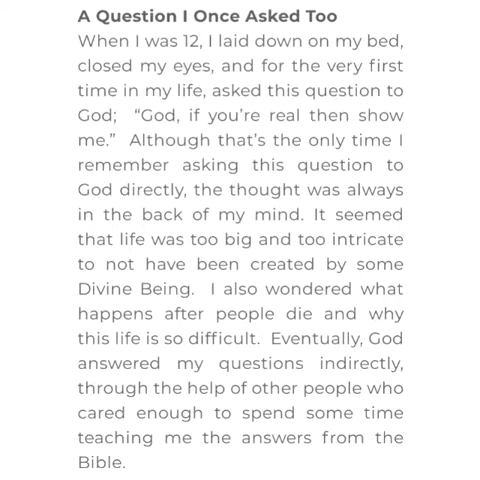 A Question I Once Asked Too
When I was 12, I laid down on my bed,
closed my eyes, and for the very first
time in my life, asked this question to
God; “God, if you’re real then show
me.” Although that’s the only time I
remember asking this question to
God directly, the thought was always
in the back of my mind. It seemed
that life was too big and too intricate
to not have been created by some
Divine Being. I also wondered what
happens after people die and why
this life is so difficult. Eventually, God
answered my questions indirectly,
through the help of other people who
cared enough to spend some time
teaching me the answers from the
Bible.